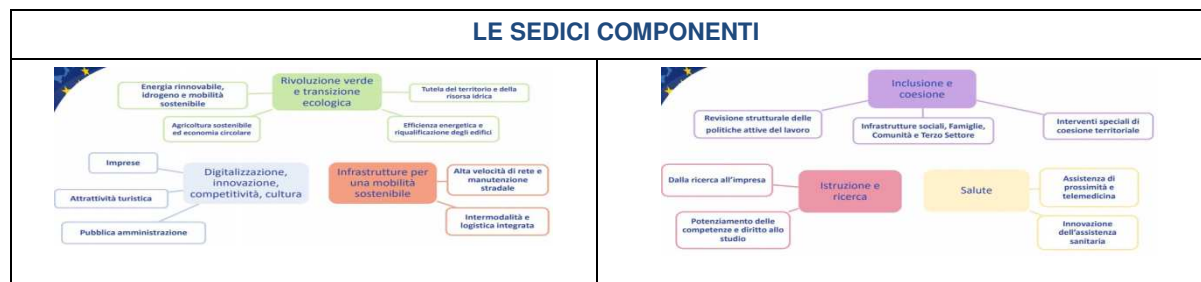 LE SEDICI COMPONENTI
Energia rinnovabile,
idrogeno e mobilità
sostenibile
Rivoluzione verde
e transizione
ecologica
Tutela del territorio e della
risorsa idrica
Agricoltura sostenibile
ed economia circolare
Efficienza energetica e
riqualificazione degli edifici
Imprese
Attrattività turistica
Pubblica amministrazione
Digitalizzazione,
innovazione,
competitività, cultura
Infrastrutture per
una mobilità
sostenibile
Alta velocità di rete e
manutenzione
stradale
Intermodalità e
logistica integrata
Inclusione e
coesione
Revisione strutturale delle
politiche attive del lavoro
Infrastrutture sociali, Famiglie,
Comunità e Terzo Settore
Interventi speciali di
coesione territoriale
Dalla ricerca all’impresa
Potenziamento delle
competenze e diritto allo
studio
Istruzione e
ricerca
Salute
Assistenza di
prossimità e
telemedicina
Innovazione
dell’assistenza
sanitaria